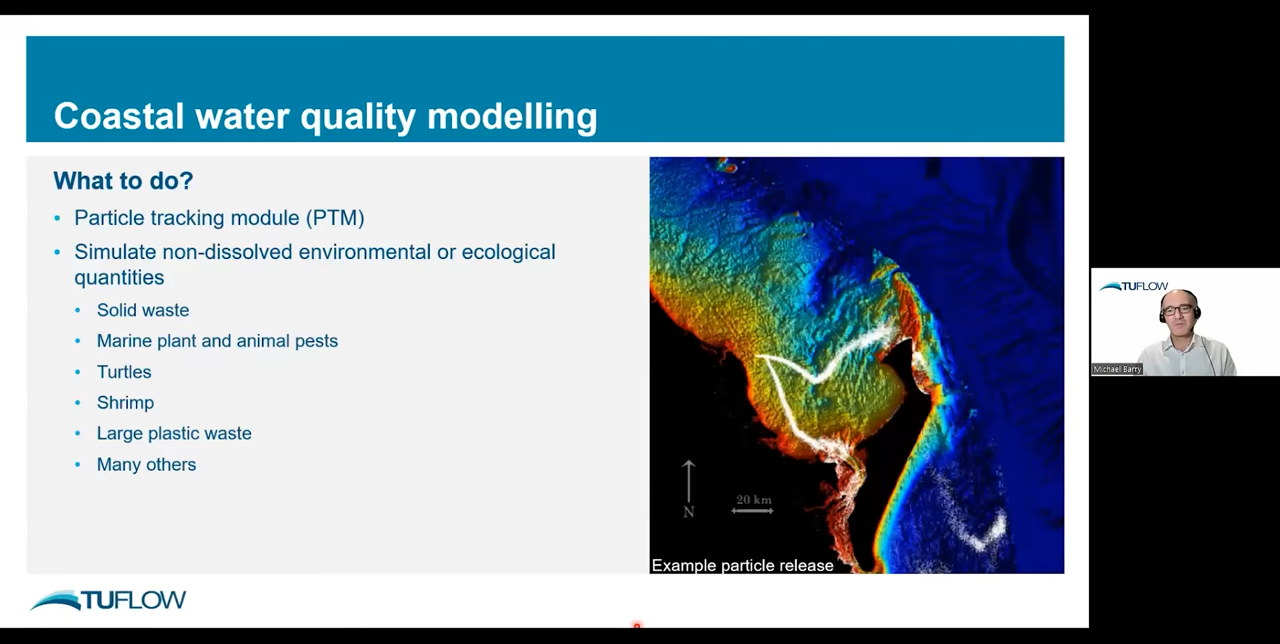 Coastal water quality modelling
What to do?
• Particle tracking module (PTM)
• Simulate non-dissolved environmental or ecological
quantities
• Solid waste
• Marine plant and animal pests
• Turtles
• Shrimp
• Large plastic waste
• Many others
N
20 km
Example particle release
TUFLOW
TUFLOW
Michael Barry